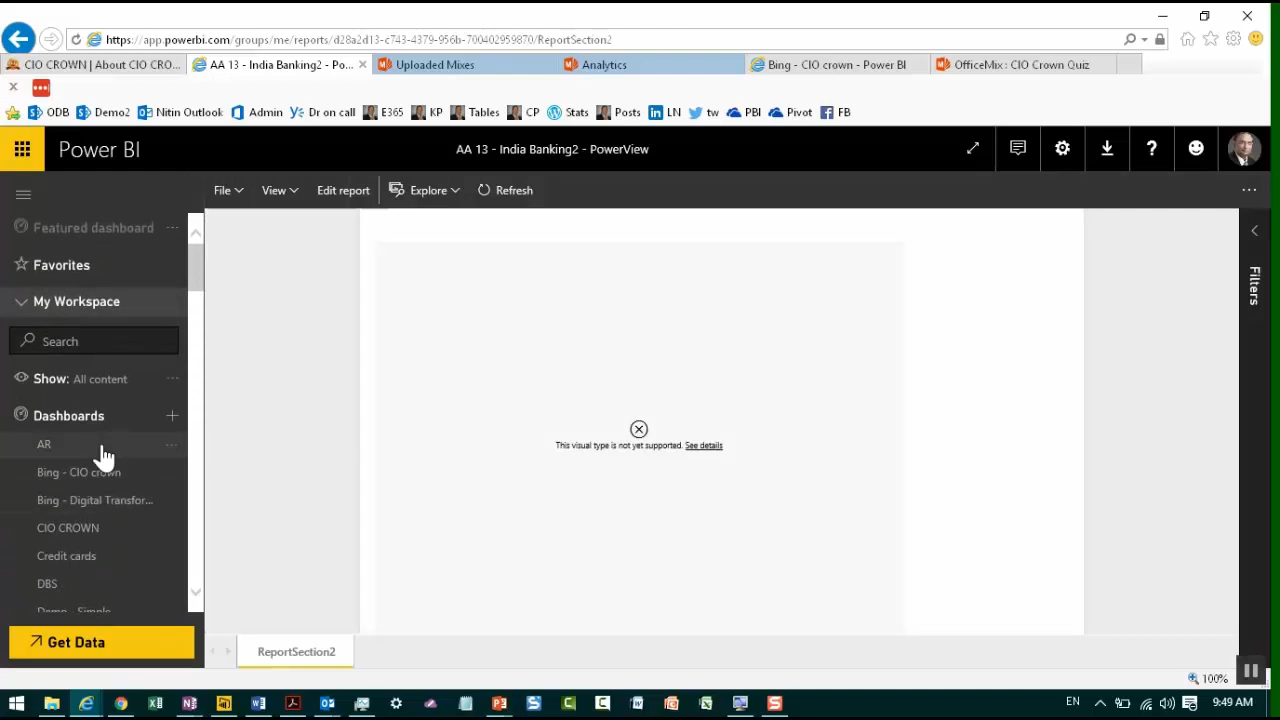 https://app.powerbi.com/groups/me/reports/d28a2d13-c743-4379-956b-700402959870/ReportSection2
CIO CROWN | About CIO CRO...
AA 13 - India Banking2 - Po...
Uploaded Mixes
Analytics
Bing - CIO crown - Power BI
OfficeMix : CIO Crown Quiz
ODB
Demo2
Nitin Outlook
Admin
Dr on call
E365
KP
Tables
CP
Stats
Posts
LN
tw
PBI
Pivot
FB
Power BI
AA 13 - India Banking2 - PowerView
File
View
Edit report
Explore
Refresh
Featured dashboard
Favorites
My Workspace
Search
Show: All content
Dashboards
AR
Bing - CIO crown
Bing - Digital Transfor...
CIO CROWN
Credit cards
DBS
Demo - Simple
Get Data
This visual type is not yet supported. See details
Filters
ReportSection2
100%
EN
9:49 AM